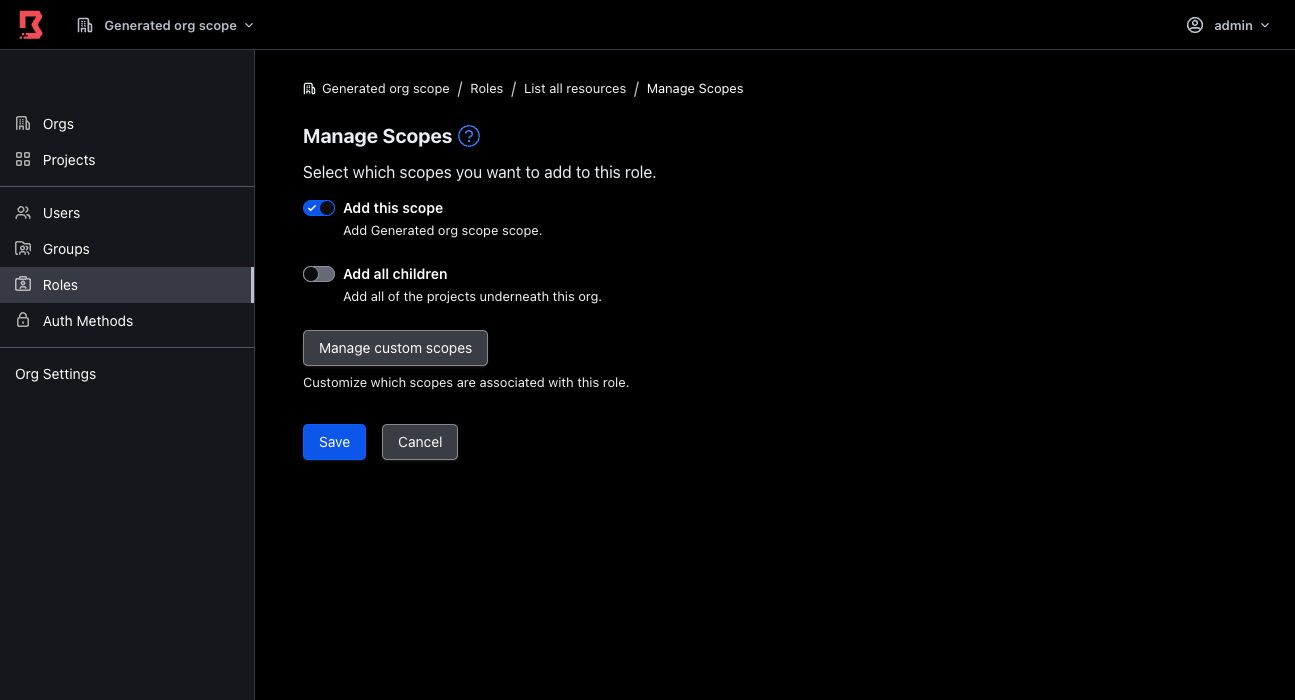 Generated org scope
admin
Orgs
Projects
Users
Groups
Roles
Auth Methods
Org Settings
Generated org scope / Roles / List all resources / Manage Scopes
Manage Scopes ?
Select which scopes you want to add to this role.
Add this scope
Add Generated org scope scope.
Add all children
Add all of the projects underneath this org.
Manage custom scopes
Customize which scopes are associated with this role.
Save Cancel